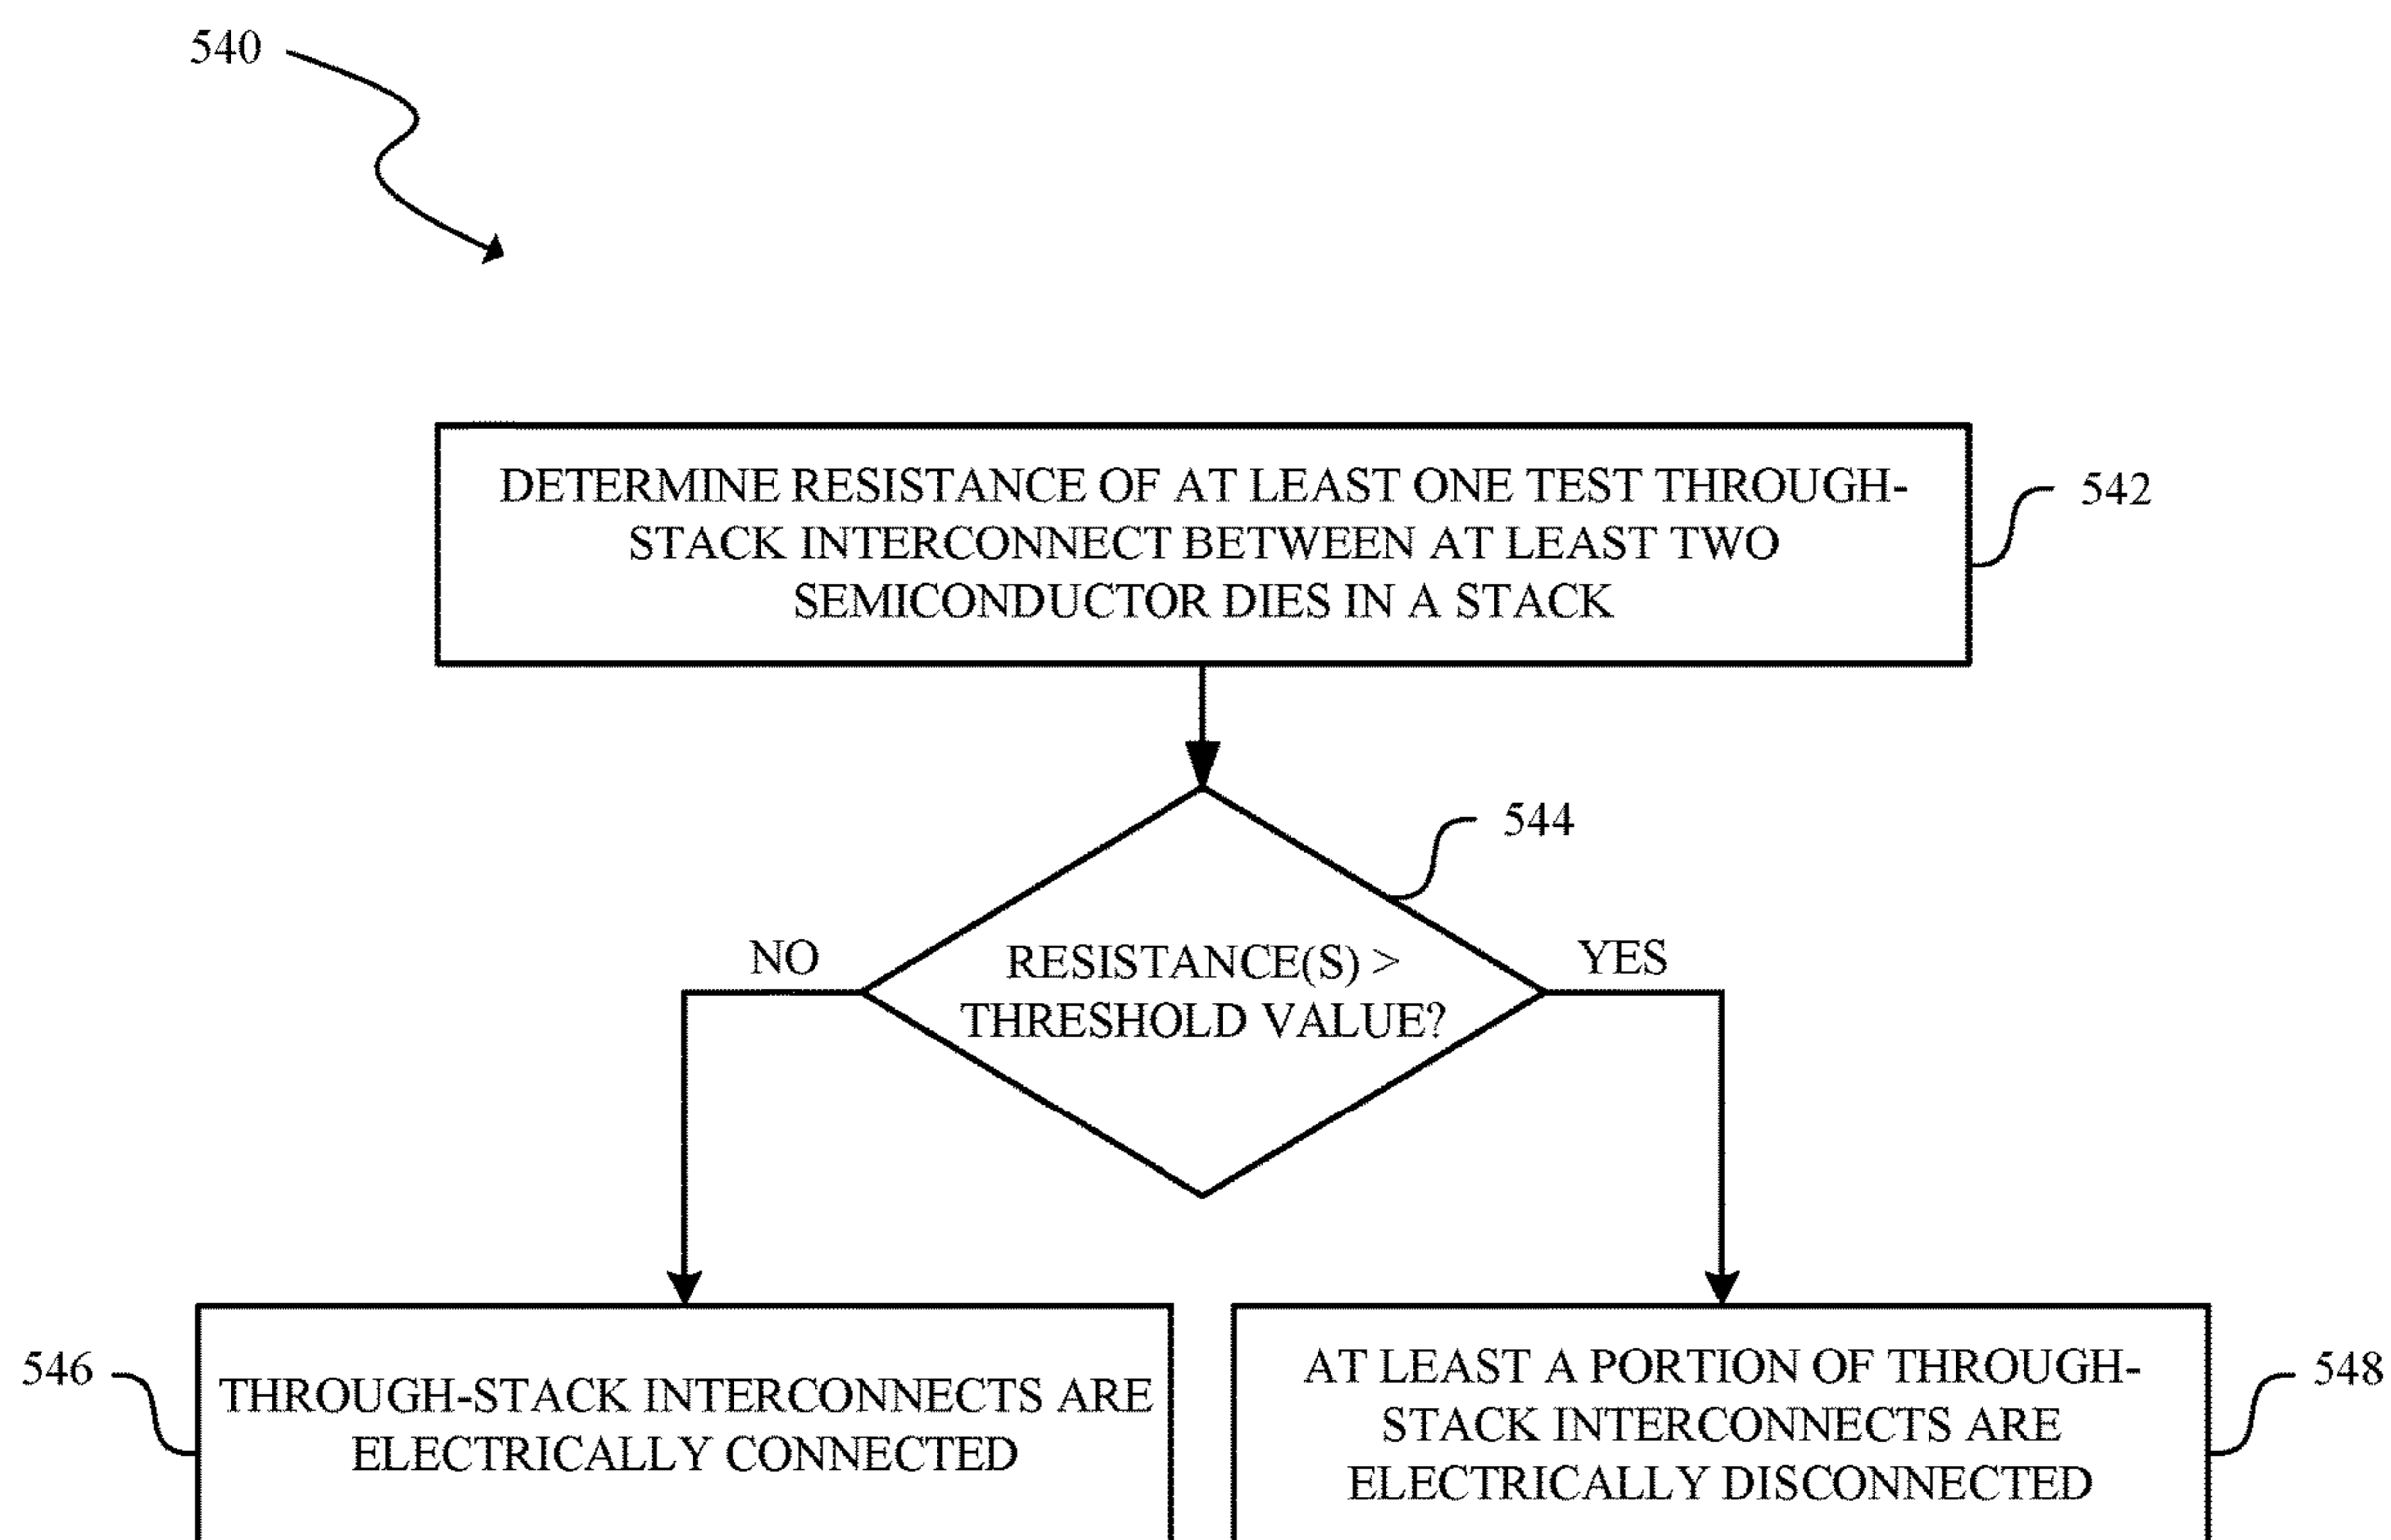 540
DETERMINE RESISTANCE OF AT LEAST ONE TEST THROUGH-
STACK INTERCONNECT BETWEEN AT LEAST TWO
SEMICONDUCTOR DIES IN A STACK
542
544
NO
RESISTANCE(S) >
THRESHOLD VALUE?
YES
546
THROUGH-STACK INTERCONNECTS ARE
ELECTRICALLY CONNECTED
AT LEAST A PORTION OF THROUGH-
STACK INTERCONNECTS ARE
ELECTRICALLY DISCONNECTED
548